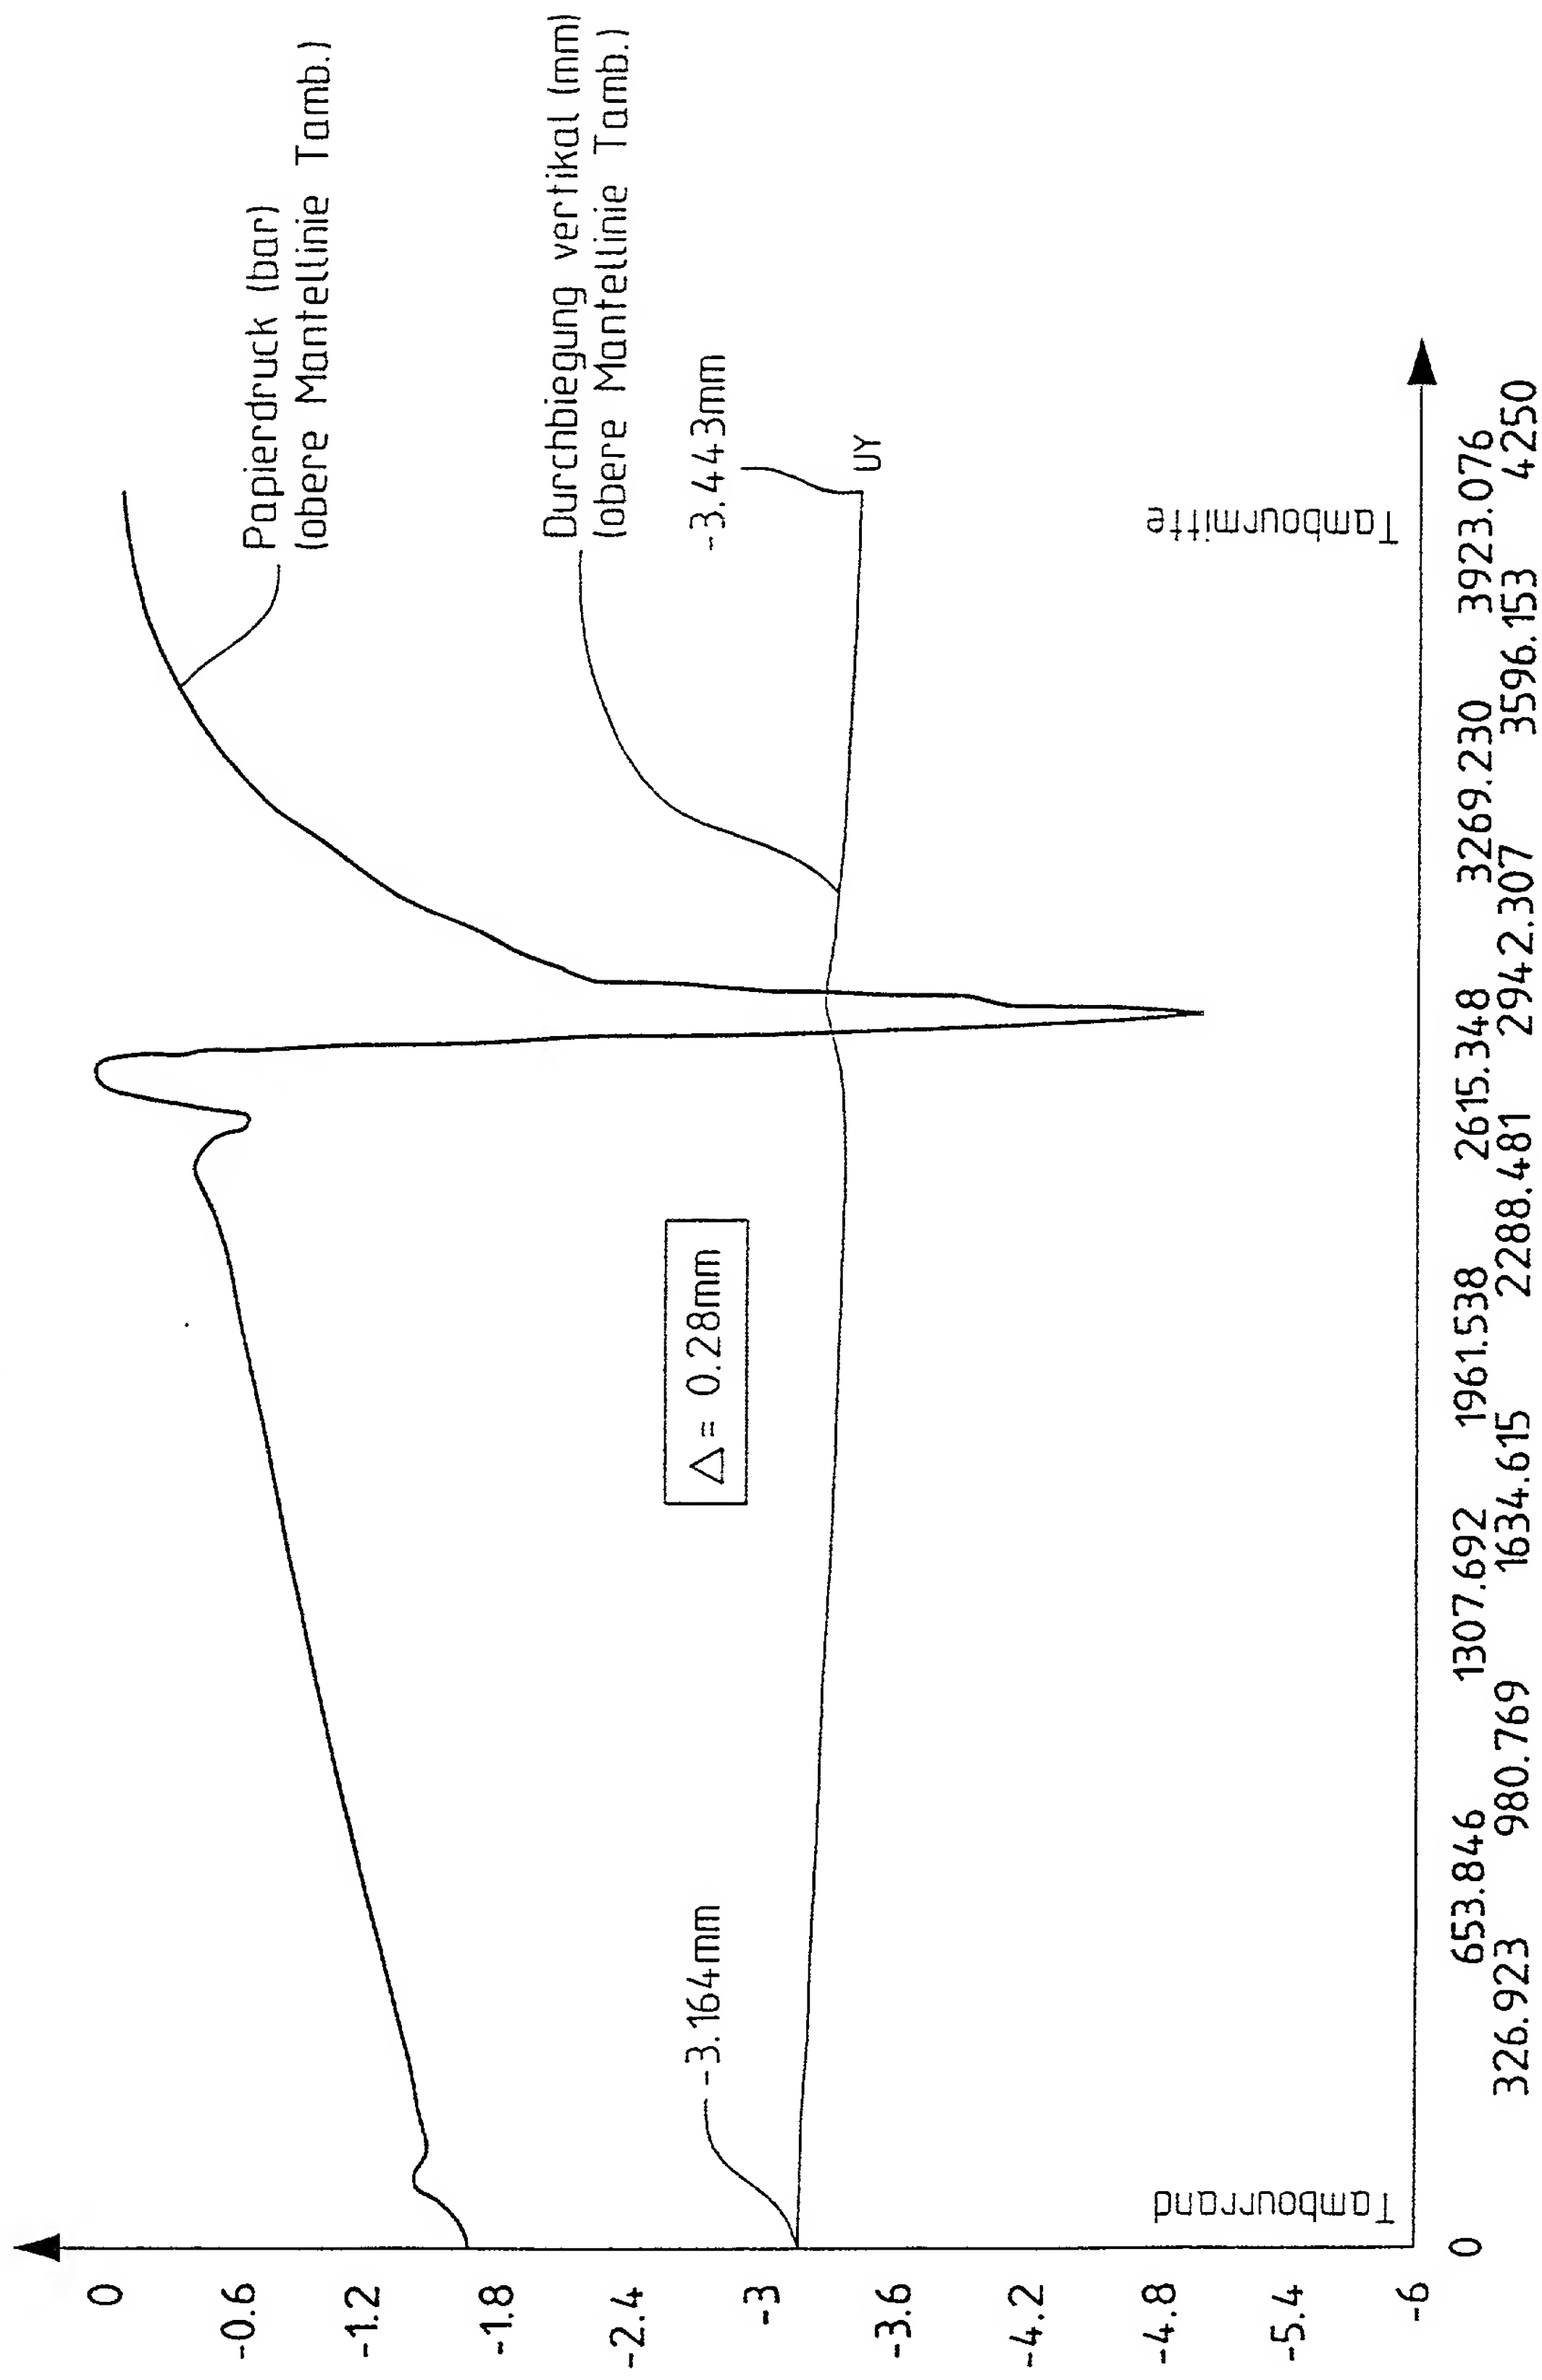 Papierdruck (bar)
(obere Mantellinie Tamb.)
Durchbiegung vertikal (mm)
(obere Mantellinie Tamb.)
-3.443mm
UY
Δ= 0.28mm
-3.164mm
Tambourrand
Tambourmitte
0
-0.6
-1.2
-1.8
-2.4
-3
-3.6
-4.2
-4.8
-5.4
-6
0
653.846
1307.692
1961.538
2615.348
3269.230
3923.076
326.923
980.769
1634.615
2288.481
2942.307
3596.153
4250